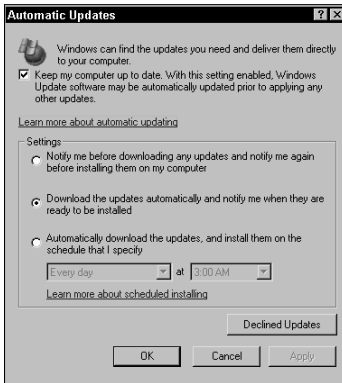 Automatic Updates
Windows can find the updates you need and deliver them directly
to your computer.
Keep my computer up to date. With this setting enabled, Windows
Update software may be automatically updated prior to applying any
other updates.
Learn more about automatic updating
Settings
Notify me before downloading any updates and notify me again
before installing them on my computer
Download the updates automatically and notify me when they are
ready to be installed
Automatically download the updates, and install them on the
schedule that I specify
Every day at 3:00 AM
Learn more about scheduled installing
Declined Updates
OK Cancel Apply